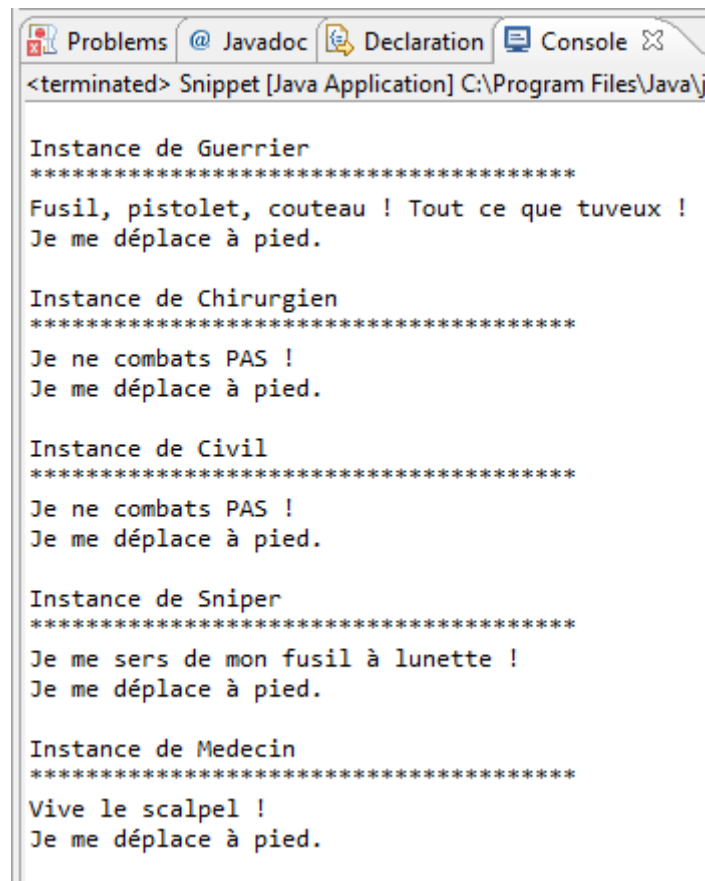 Problems @ Javadoc Declaration Console
<terminated> Snippet [Java Application] C:\Program Files\Java\j
Instance de Guerrier
***************************************
Fusil, pistolet, couteau ! Tout ce que tuveux !
Je me déplace à pied.
Instance de Chirurgien
***************************************
Je ne combats PAS !
Je me déplace à pied.
Instance de Civil
***************************************
Je ne combats PAS !
Je me déplace à pied.
Instance de Sniper
***************************************
Je me sers de mon fusil à lunette !
Je me déplace à pied.
Instance de Medecin
***************************************
Vive le scalpel !
Je me déplace à pied.